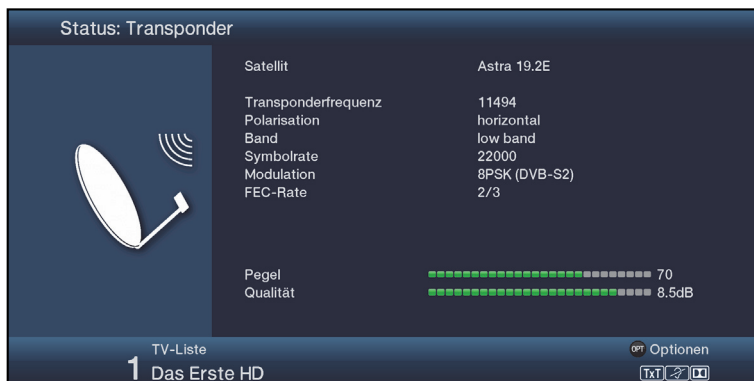 Status: Transponder
Satellit Astra 19.2E
Transponderfrequenz 11494
Polarisation horizontal
Band low band
Symbolrate 22000
Modulation 8PSK (DVB-S2)
FEC-Rate 2/3
Pegel 70
Qualität 8.5dB
TV-Liste OPT Optionen
1 Das Erste HD TxT